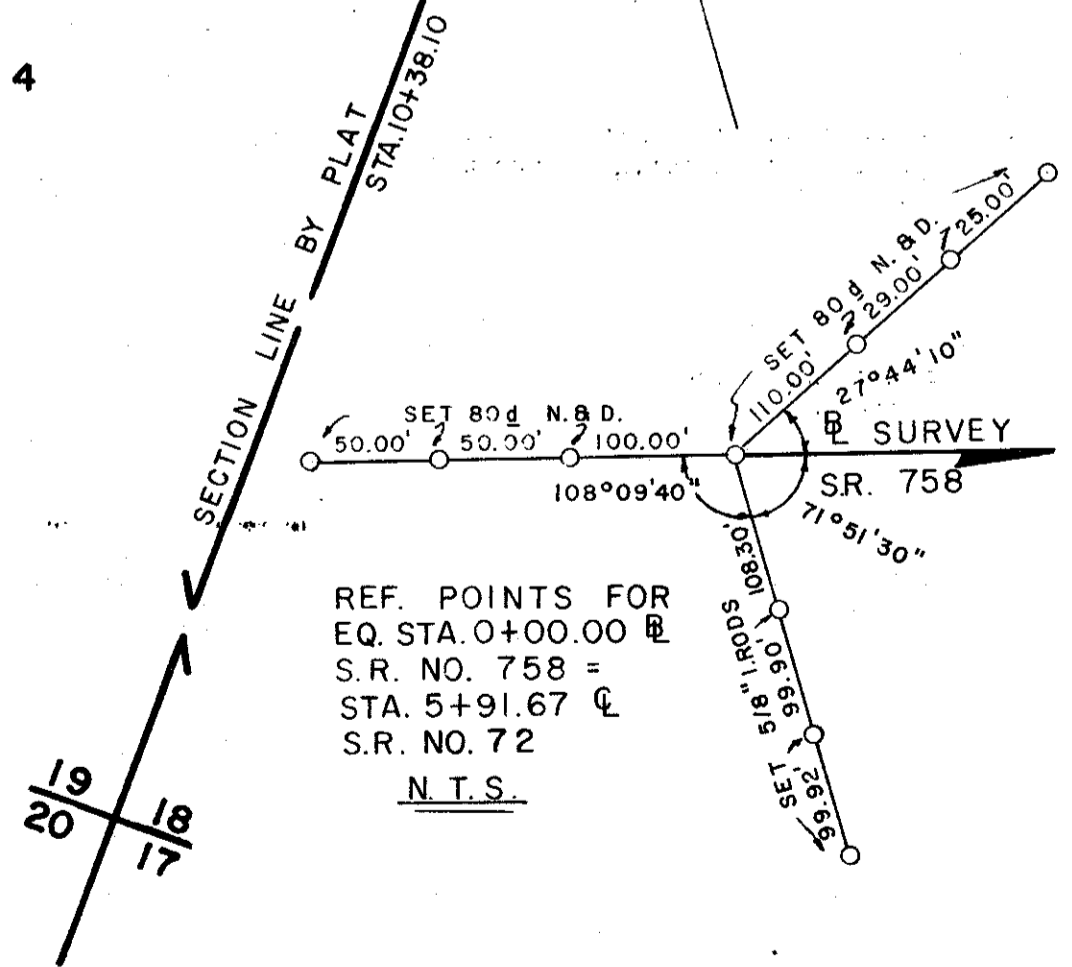 4
SECTION LINE BY PLAT
STA.10+38.10
SET 80d N. & D.
110.00' 29.00' 25.00'
27°44'10"
SET 80d N. & D.
50.00' 50.00' 100.00'
108°09'40"
BL SURVEY
S.R. 758
71°51'30"
108.30' 99.90' 99.92'
SET 5/8" I.RODS
REF. POINTS FOR
EQ. STA. 0+00.00 BL
S.R. NO. 758 =
STA. 5+91.67 CL
S.R. NO. 72
N. T. S.
19
20
18
17